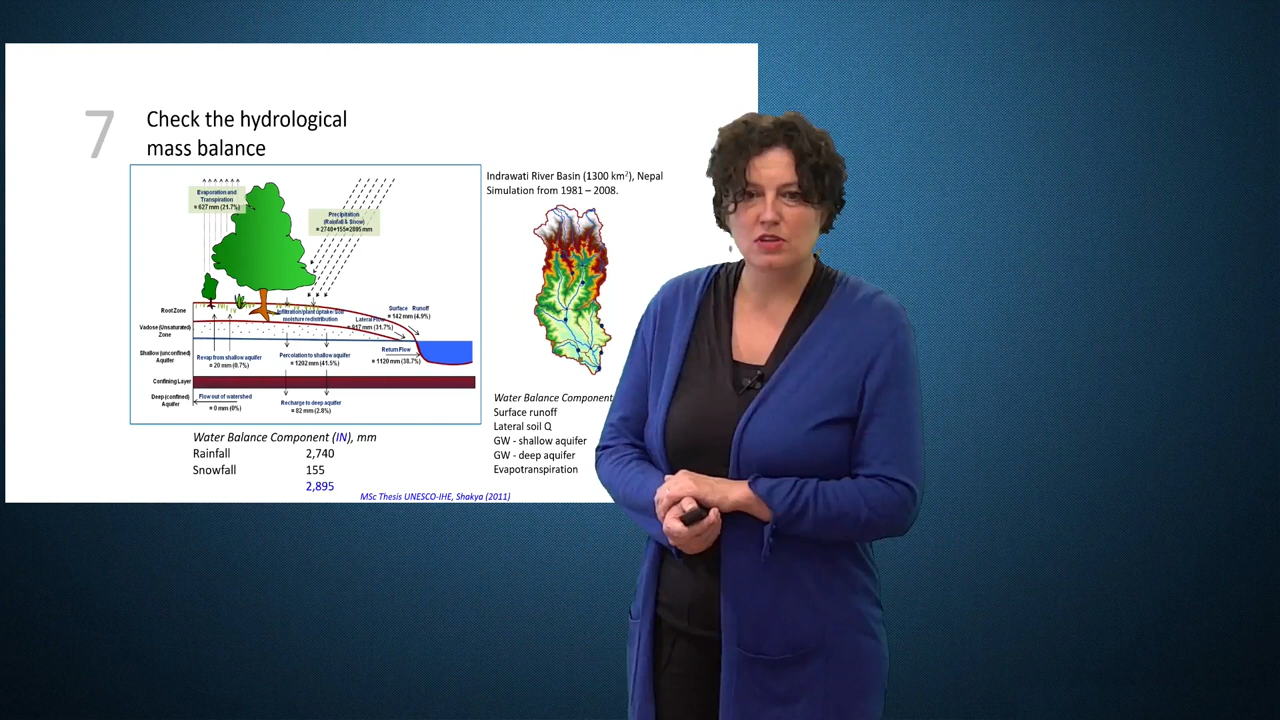 7
Check the hydrological
mass balance
Evaporation and
Transpiration
= 627 mm (21.7%)
Precipitation
(Rainfall & Snow)
= 2740+155=2895 mm
Root Zone
Infiltration/plant uptake/Soil
moisture redistribution
Surface Runoff
= 142 mm (4.9%)
Lateral Flow
= 917 mm (31.7%)
Vadose (Unsaturated)
Zone
Shallow (unconfined)
Aquifer
Revap from shallow aquifer
= 20 mm (0.7%)
Percolation to shallow aquifer
= 1202 mm (41.5%)
Return Flow
= 1120 mm (38.7%)
Confining Layer
Deep (confined)
Aquifer
Flow out of watershed
= 0 mm (0%)
Recharge to deep aquifer
= 82 mm (2.8%)
Indrawati River Basin (1300 km²), Nepal
Simulation from 1981 – 2008.
Water Balance Component (IN), mm
Rainfall 2,740
Snowfall 155
2,895
Water Balance Component
Surface runoff
Lateral soil Q
GW - shallow aquifer
GW - deep aquifer
Evapotranspiration
MSc Thesis UNESCO-IHE, Shakya (2011)